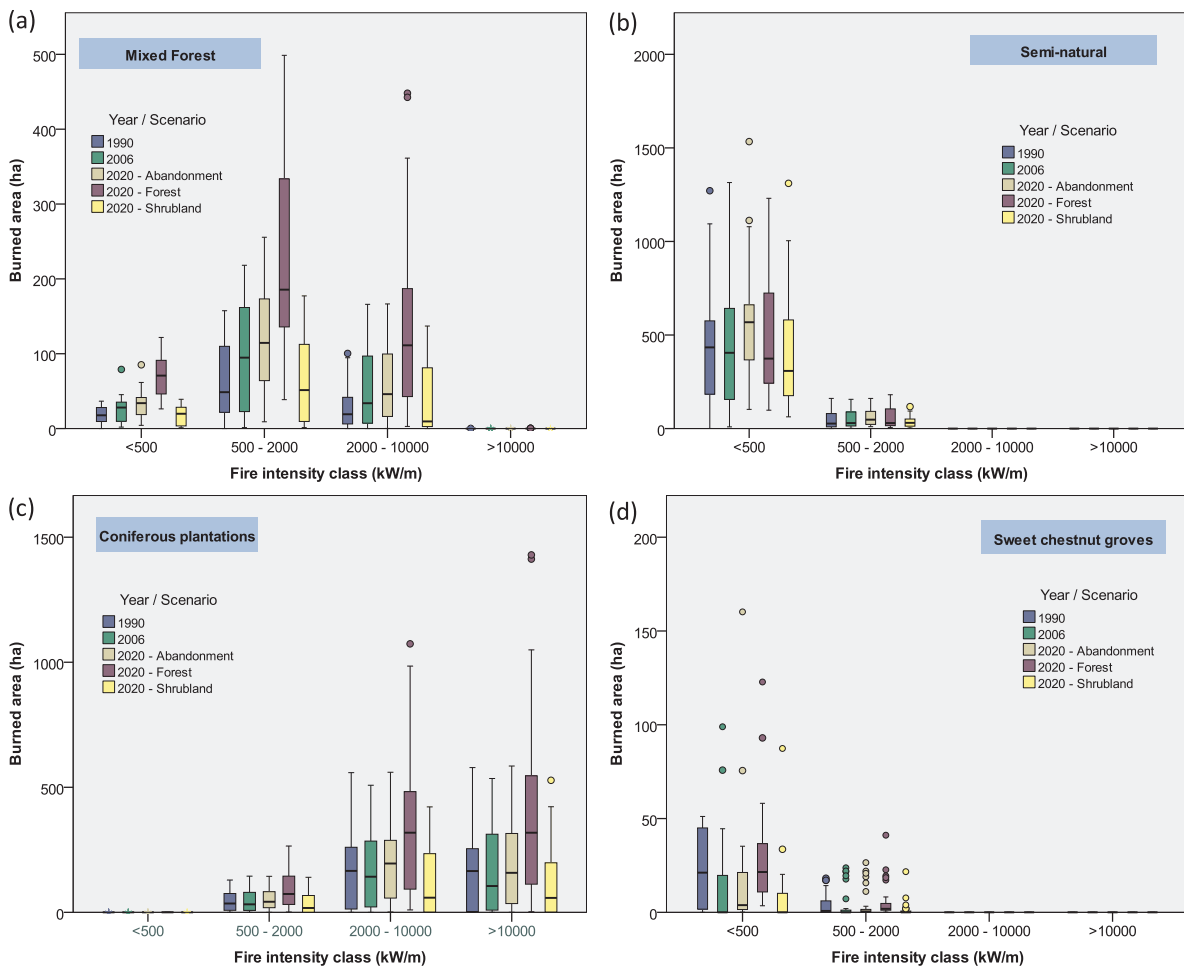 (a)
Mixed Forest
Year / Scenario
1990
2006
2020 - Abandonment
2020 - Forest
2020 - Shrubland
Burned area (ha)
500
400
300
200
100
0
<500
500 - 2000
2000 - 10000
>10000
Fire intensity class (kW/m)
(b)
Semi-natural
Year / Scenario
1990
2006
2020 - Abandonment
2020 - Forest
2020 - Shrubland
Burned area (ha)
2000
1500
1000
500
0
<500
500 - 2000
2000 - 10000
>10000
Fire intensity class (kW/m)
(c)
Coniferous plantations
Year / Scenario
1990
2006
2020 - Abandonment
2020 - Forest
2020 - Shrubland
Burned area (ha)
1500
1000
500
0
<500
500 - 2000
2000 - 10000
>10000
Fire intensity class (kW/m)
(d)
Sweet chestnut groves
Year / Scenario
1990
2006
2020 - Abandonment
2020 - Forest
2020 - Shrubland
Burned area (ha)
200
150
100
50
0
<500
500 - 2000
2000 - 10000
>10000
Fire intensity class (kW/m)